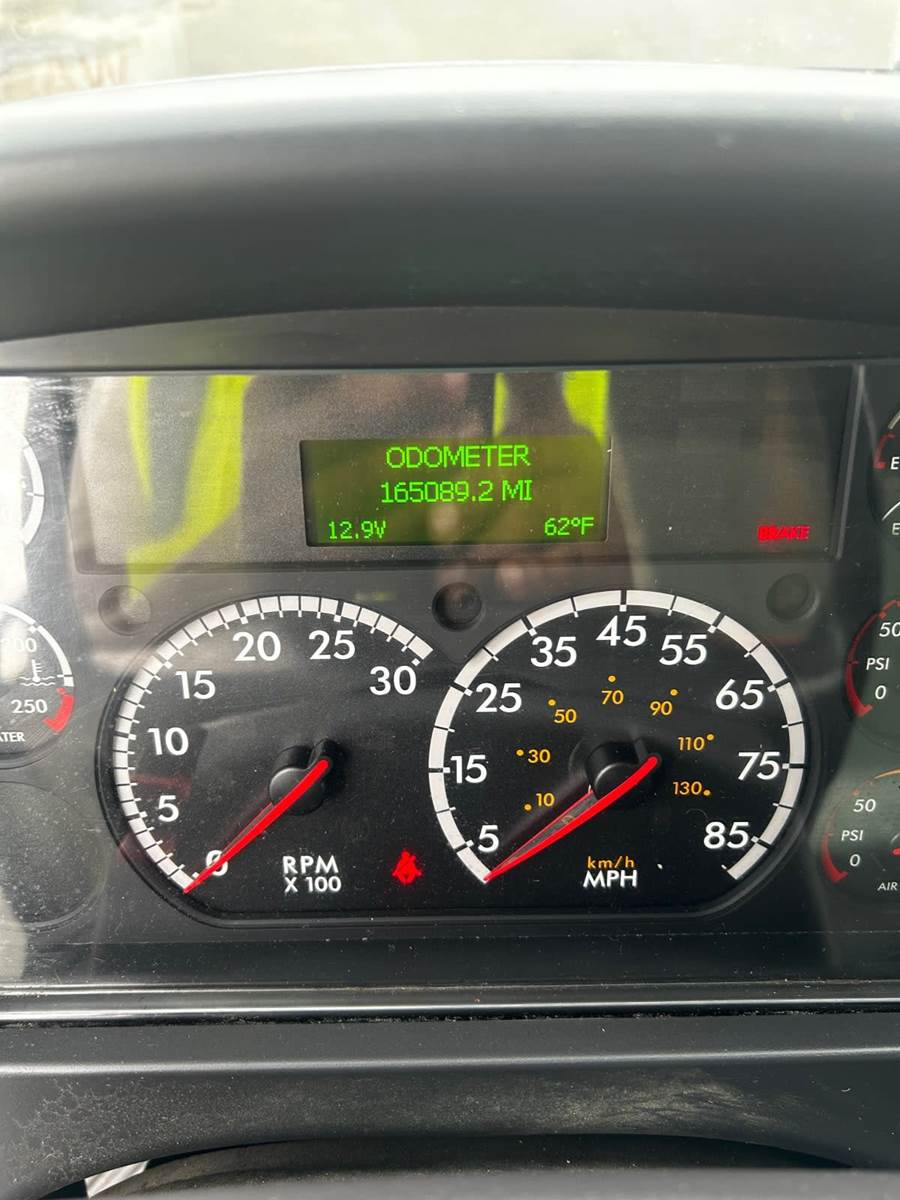 ODOMETER
165089.2 MI
12.9V 62°F
BRAKE
E
E
200
250
0 5 10 15 20 25 30
RPM
X 100
5 15 25 35 45 55 65 75 85
10 30 50 70 90 110 130
km/h
MPH
50
PSI
0
50
PSI
0
AIR